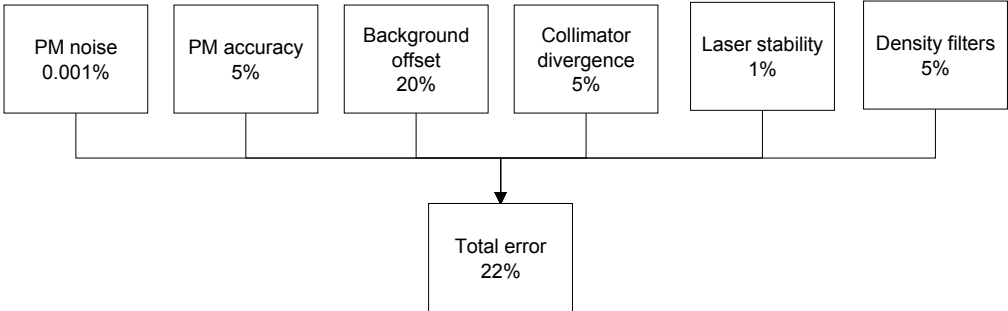 PM noise
0.001%
PM accuracy
5%
Background
offset
20%
Collimator
divergence
5%
Laser stability
1%
Density filters
5%
Total error
22%